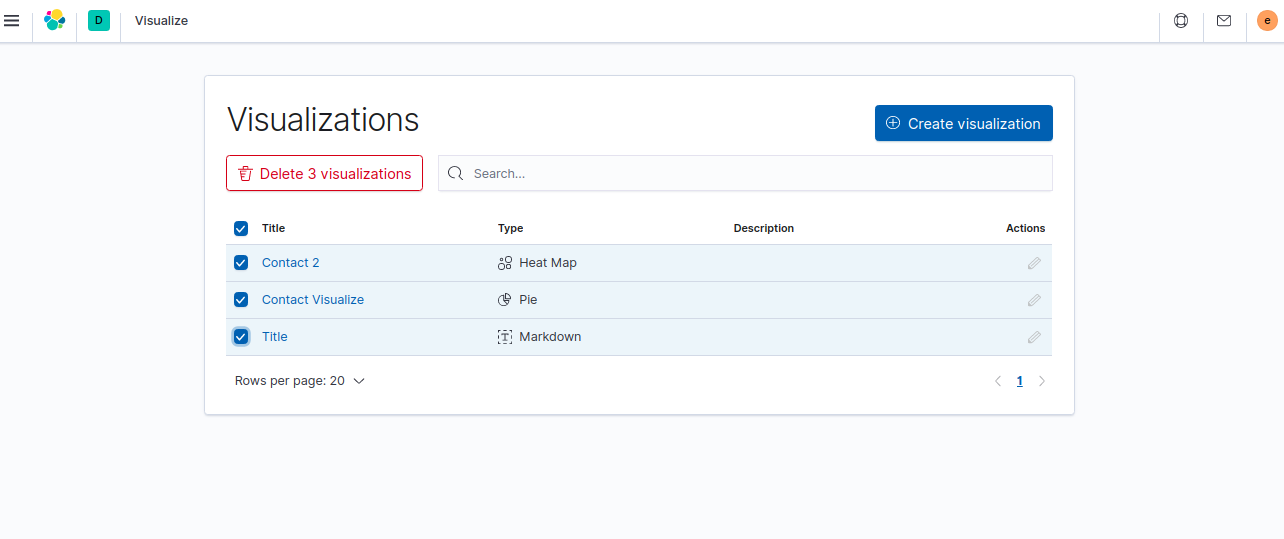 D Visualize e
Visualizations
Create visualization
Delete 3 visualizations Search...
Title Type Description Actions
Contact 2 Heat Map
Contact Visualize Pie
Title Markdown
Rows per page: 20 1